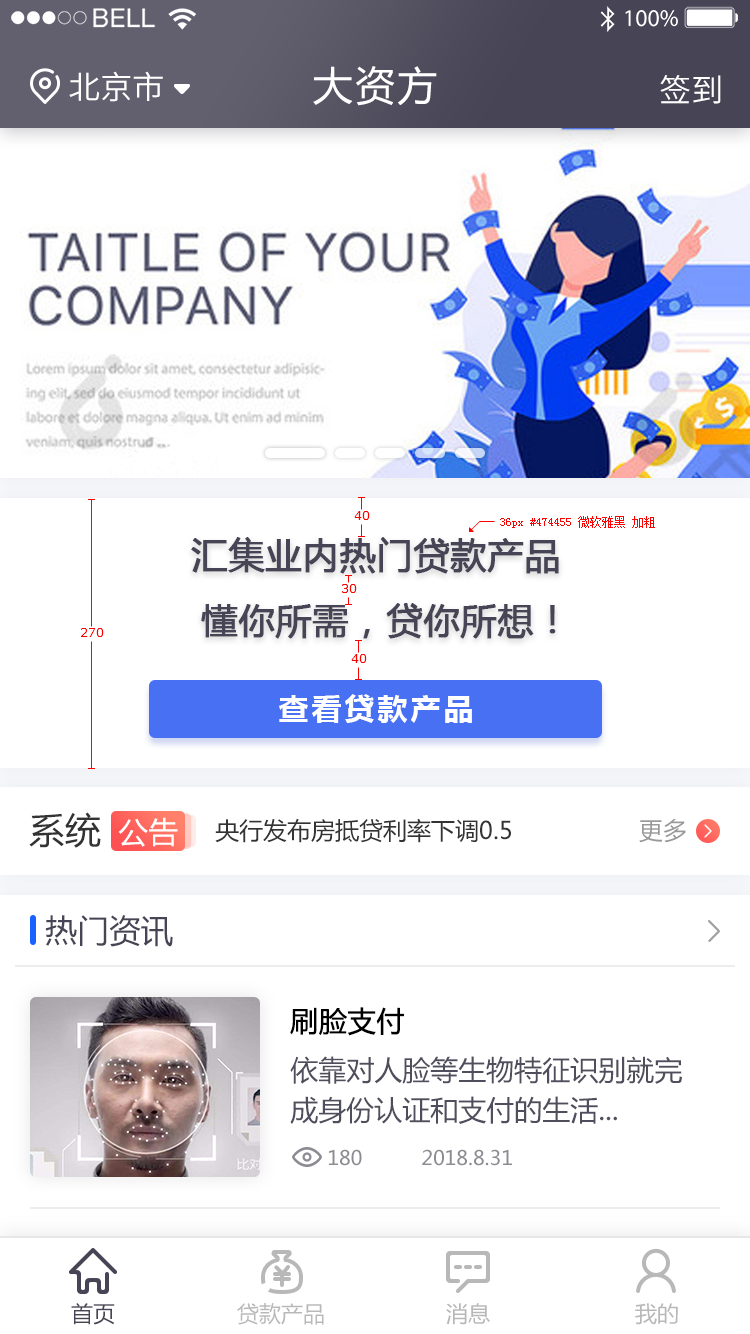 BELL
100%
北京市
大资方
签到
TAITLE OF YOUR
COMPANY
Lorem ipsum dolor sit amet, consectetur adipisic-
ing elit, sed do eiusmod tempor incididunt ut
labore et dolore magna aliqua. Ut enim ad minim
veniam, quis nostrud ...
40
36px #474455 微软雅黑 加粗
汇集业内热门贷款产品
30
懂你所需，贷你所想！
270
40
查看贷款产品
系统 公告 央行发布房抵贷利率下调0.5 更多
热门资讯
刷脸支付
依靠对人脸等生物特征识别就完
成身份认证和支付的生活...
比对
180 2018.8.31
首页 贷款产品 消息 我的